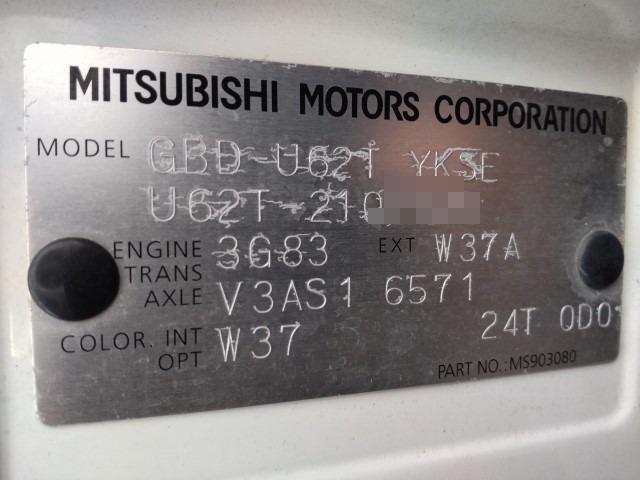 MITSUBISHI MOTORS CORPORATION
MODEL GBD-U62T YKSE
U62T-210
ENGINE 3G83 EXT W37A
TRANS
AXLE V3AS1 6571
COLOR. INT W37 24T 0D0
OPT
PART NO.:MS903080